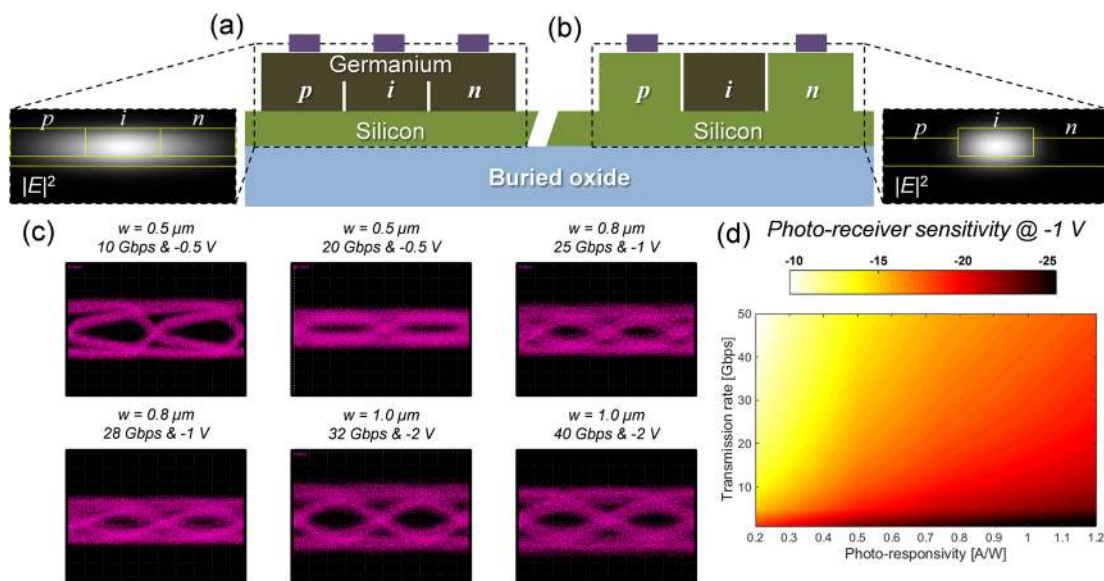 (a)
(b)
Germanium
p i n
p i n
Silicon
Silicon
Buried oxide
p i n
|E|²
p i n
|E|²
(c)
w = 0.5 µm
10 Gbps & -0.5 V
w = 0.5 µm
20 Gbps & -0.5 V
w = 0.8 µm
25 Gbps & -1 V
w = 0.8 µm
28 Gbps & -1 V
w = 1.0 µm
32 Gbps & -2 V
w = 1.0 µm
40 Gbps & -2 V
(d)
Photo-receiver sensitivity @ -1 V
-10 -15 -20 -25
Transmission rate [Gbps]
50
40
30
20
10
0.2 0.3 0.4 0.5 0.6 0.7 0.8 0.9 1 1.1 1.2
Photo-responsivity [A/W]